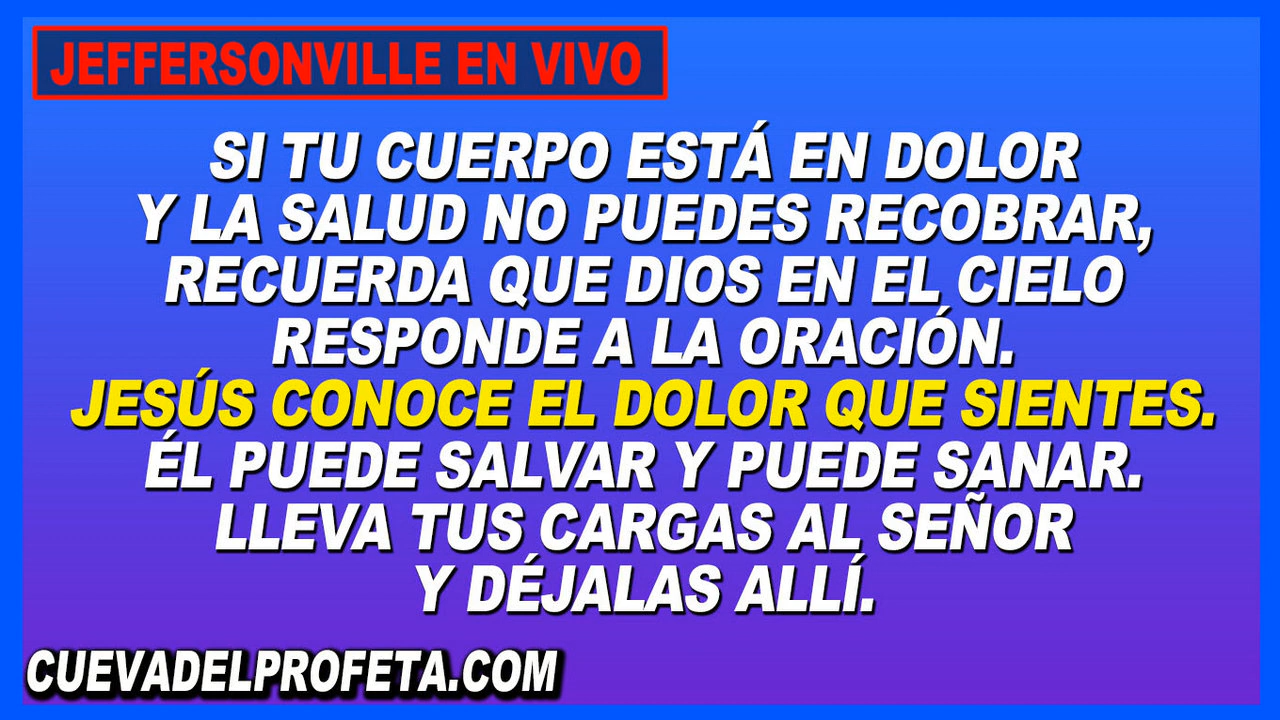 JEFFERSONVILLE EN VIVO
SI TU CUERPO ESTÁ EN DOLOR
Y LA SALUD NO PUEDES RECOBRAR,
RECUERDA QUE DIOS EN EL CIELO
RESPONDE A LA ORACIÓN.
JESÚS CONOCE EL DOLOR QUE SIENTES.
ÉL PUEDE SALVAR Y PUEDE SANAR.
LLEVA TUS CARGAS AL SEÑOR
Y DÉJALAS ALLÍ.
CUEVADELPROFETA.COM